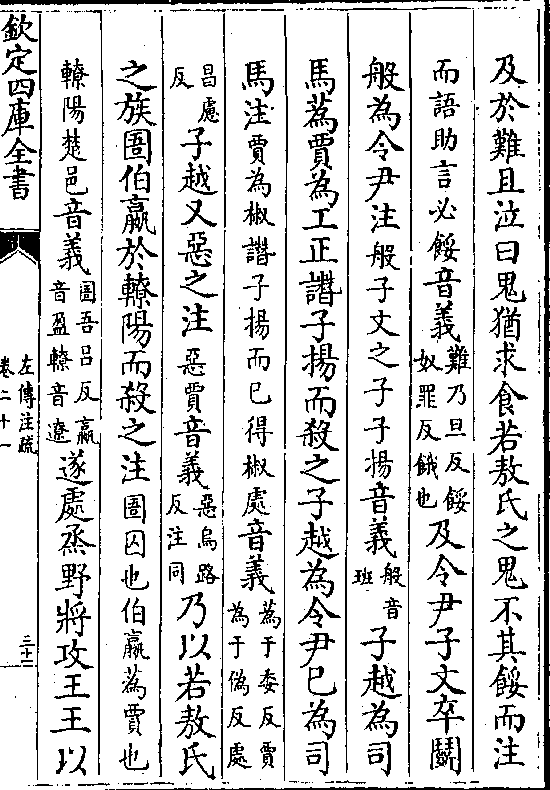 及於難且泣曰鬼猶求食若敖氏之鬼不其餒而注
而語助言必餒音義難乃旦反餒奴罪反餓也及令尹子文卒鬭
般為令尹注般子文之子子揚音義般音班子越為司
馬蔿賈為工正譖子揚而殺之子越為令尹巳為司
馬注賈為椒譖子揚而巳得椒處音義蔿于委反賈為于偽反處
昌慮反子越又惡之注惡賈音義惡烏路反注同乃以若敖氏
之族圄伯嬴於轑陽而殺之注圄囚也伯嬴蔿賈也
轑陽楚邑音義圄吾吕反嬴音盈轑音遼遂處烝野將攻王王以
欽定四庫全書
左傳注疏
卷二十一
三十二